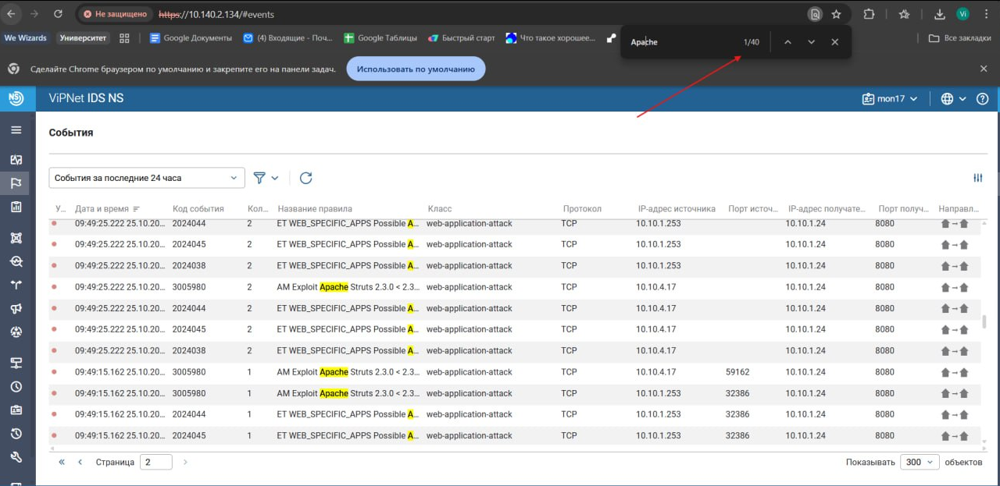 Не защищено https://10.140.2.134/#events Vi
We Wizards Университет Google Документы (4) Входящие - Поч... Google Таблицы Быстрый старт Что такое хорошее... Все закладки
Apache 1/40
Сделайте Chrome браузером по умолчанию и закрепите его на панели задач. Использовать по умолчанию
NS ViPNet IDS NS mon17
События
События за последние 24 часа
У... Дата и время Код события Кол... Название правила Класс Протокол IP-адрес источника Порт источ... IP-адрес получате... Порт получ... Направл...
09:49:25.222 25.10.20... 2024044 2 ET WEB_SPECIFIC_APPS Possible A... web-application-attack TCP 10.10.1.253 10.10.1.24 8080
09:49:25.222 25.10.20... 2024045 2 ET WEB_SPECIFIC_APPS Possible A... web-application-attack TCP 10.10.1.253 10.10.1.24 8080
09:49:25.222 25.10.20... 2024038 2 ET WEB_SPECIFIC_APPS Possible A... web-application-attack TCP 10.10.1.253 10.10.1.24 8080
09:49:25.222 25.10.20... 3005980 2 AM Exploit Apache Struts 2.3.0 < 2.3... web-application-attack TCP 10.10.4.17 10.10.1.24 8080
09:49:25.222 25.10.20... 2024044 2 ET WEB_SPECIFIC_APPS Possible A... web-application-attack TCP 10.10.4.17 10.10.1.24 8080
09:49:25.222 25.10.20... 2024045 2 ET WEB_SPECIFIC_APPS Possible A... web-application-attack TCP 10.10.4.17 10.10.1.24 8080
09:49:25.222 25.10.20... 2024038 2 ET WEB_SPECIFIC_APPS Possible A... web-application-attack TCP 10.10.4.17 10.10.1.24 8080
09:49:15.162 25.10.20... 3005980 1 AM Exploit Apache Struts 2.3.0 < 2.3... web-application-attack TCP 10.10.4.17 59162 10.10.1.24 8080
09:49:15.162 25.10.20... 3005980 1 AM Exploit Apache Struts 2.3.0 < 2.3... web-application-attack TCP 10.10.1.253 32386 10.10.1.24 8080
09:49:15.162 25.10.20... 2024044 1 ET WEB_SPECIFIC_APPS Possible A... web-application-attack TCP 10.10.1.253 32386 10.10.1.24 8080
09:49:15.162 25.10.20... 2024045 1 ET WEB_SPECIFIC_APPS Possible A... web-application-attack TCP 10.10.1.253 32386 10.10.1.24 8080
Страница 2 Показывать 300 объектов